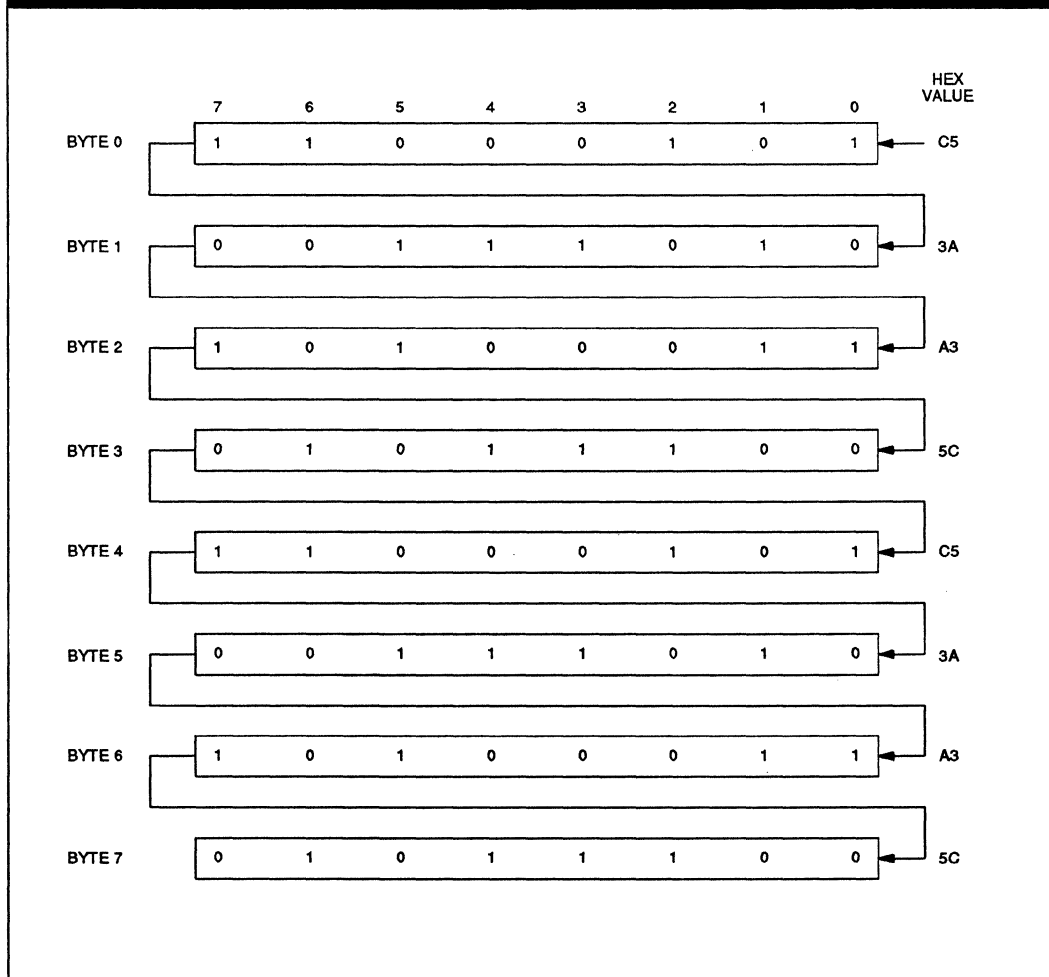 HEX
VALUE
7 6 5 4 3 2 1 0
BYTE 0 1 1 0 0 0 1 0 1 C5
BYTE 1 0 0 1 1 1 0 1 0 3A
BYTE 2 1 0 1 0 0 0 1 1 A3
BYTE 3 0 1 0 1 1 1 0 0 5C
BYTE 4 1 1 0 0 0 1 0 1 C5
BYTE 5 0 0 1 1 1 0 1 0 3A
BYTE 6 1 0 1 0 0 0 1 1 A3
BYTE 7 0 1 0 1 1 1 0 0 5C